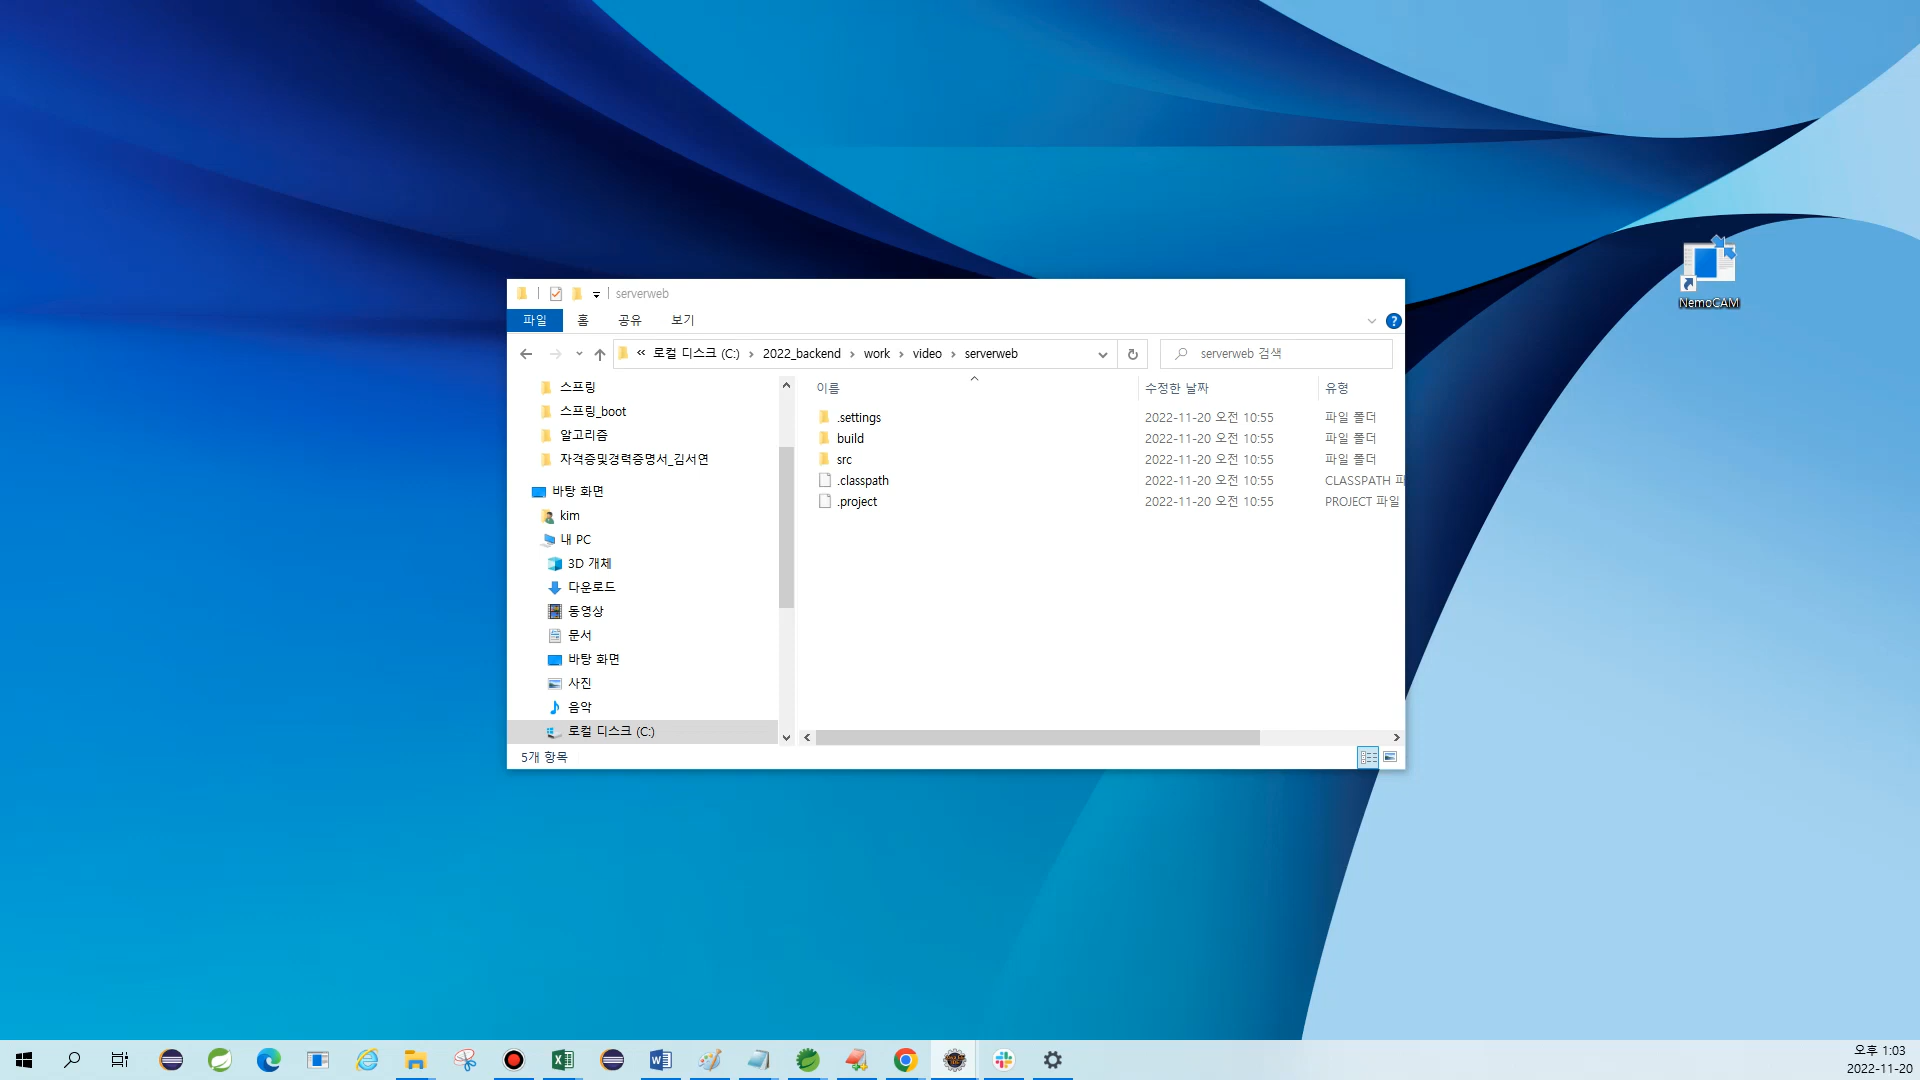 serverweb
파일 홈 공유 보기
« 로컬 디스크 (C:) › 2022_backend › work › video › serverweb
serverweb 검색
스프링
스프링_boot
알고리즘
자격증및경력증명서_김서연
바탕 화면
kim
내 PC
3D 개체
다운로드
동영상
문서
바탕 화면
사진
음악
로컬 디스크 (C:)
이름 수정한 날짜 유형
.settings 2022-11-20 오전 10:55 파일 폴더
build 2022-11-20 오전 10:55 파일 폴더
src 2022-11-20 오전 10:55 파일 폴더
.classpath 2022-11-20 오전 10:55 CLASSPATH 파
.project 2022-11-20 오전 10:55 PROJECT 파일
5개 항목
NemoCAM
오후 1:03
2022-11-20